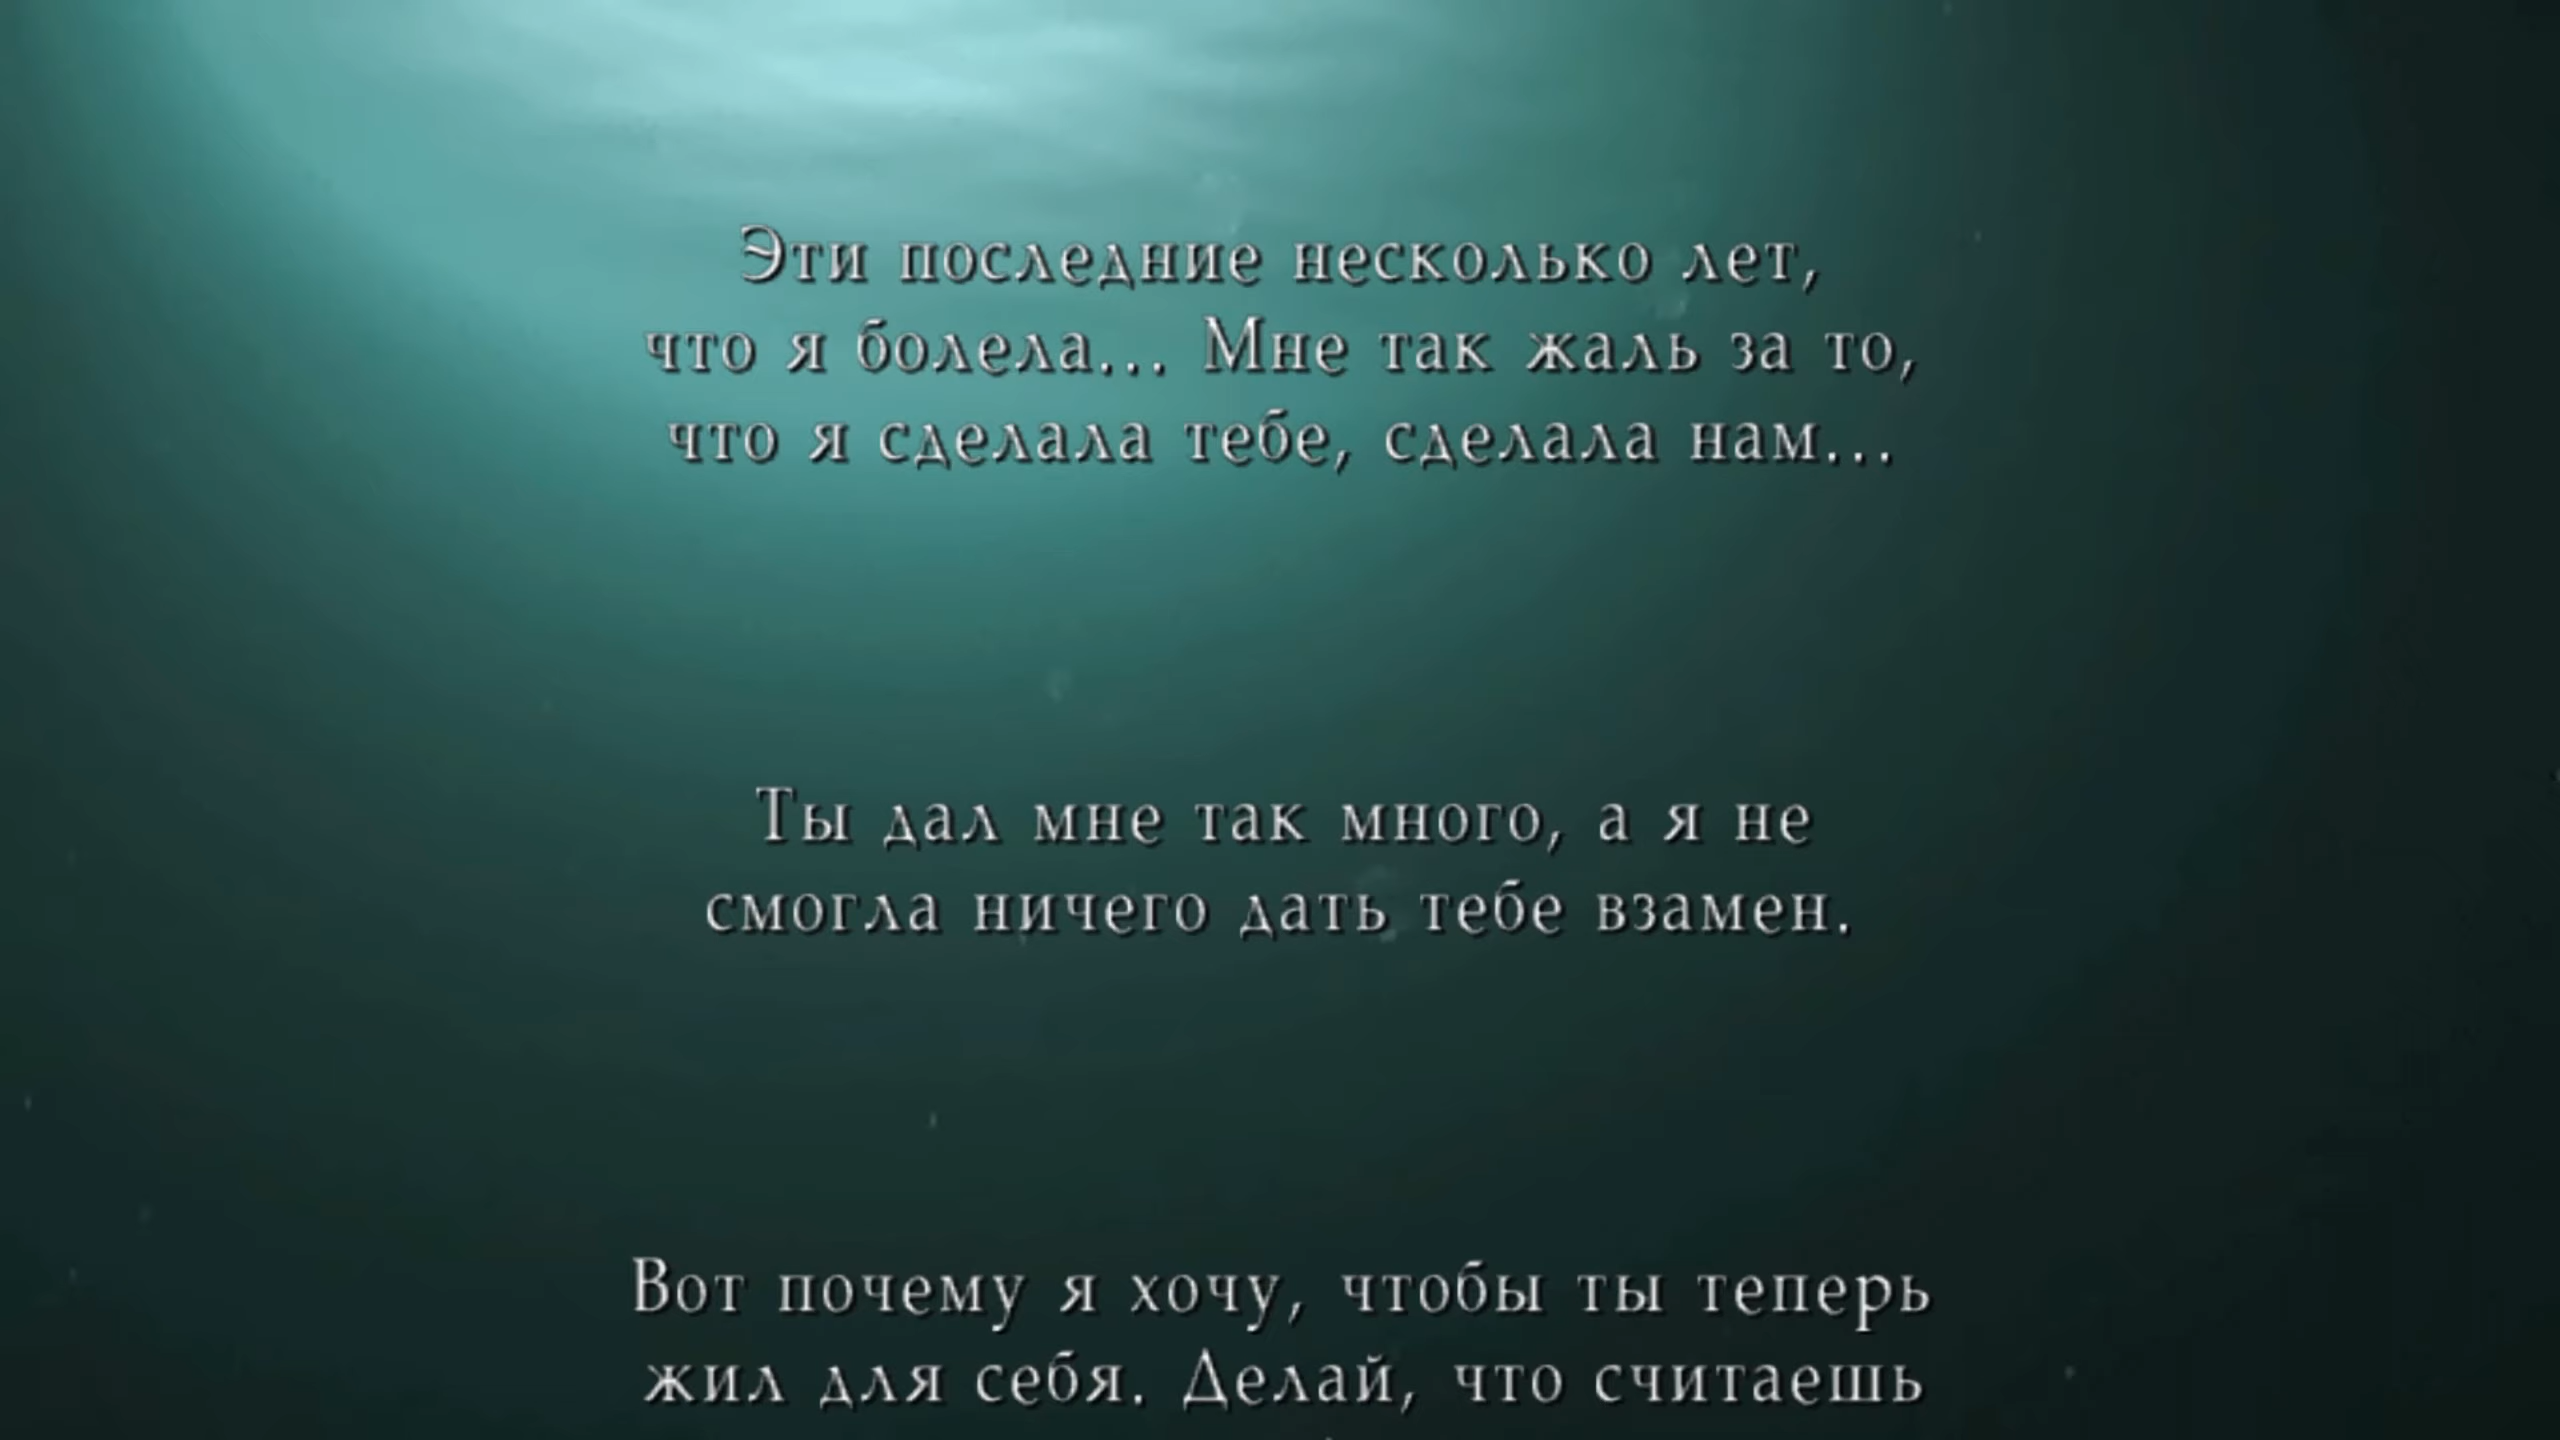 Эти последние несколько лет,
что я болела... Мне так жаль за то,
что я сделала тебе, сделала нам...
Ты дал мне так много, а я не
смогла ничего дать тебе взамен.
Вот почему я хочу, чтобы ты теперь
жил для себя. Делай, что считаешь